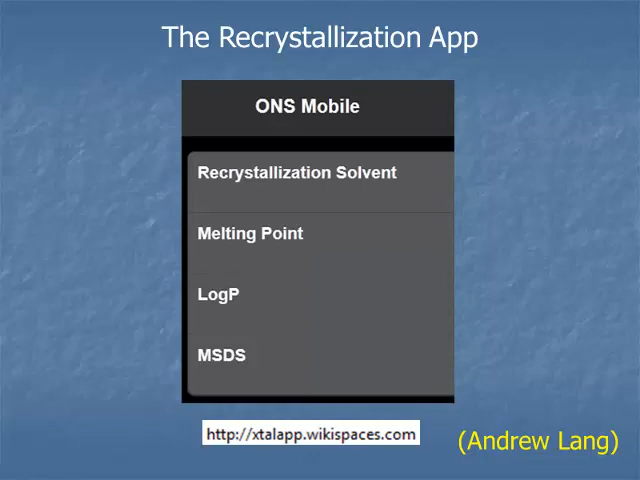 The Recrystallization App
ONS Mobile
Recrystallization Solvent
Melting Point
LogP
MSDS
http://xtalapp.wikispaces.com
(Andrew Lang)